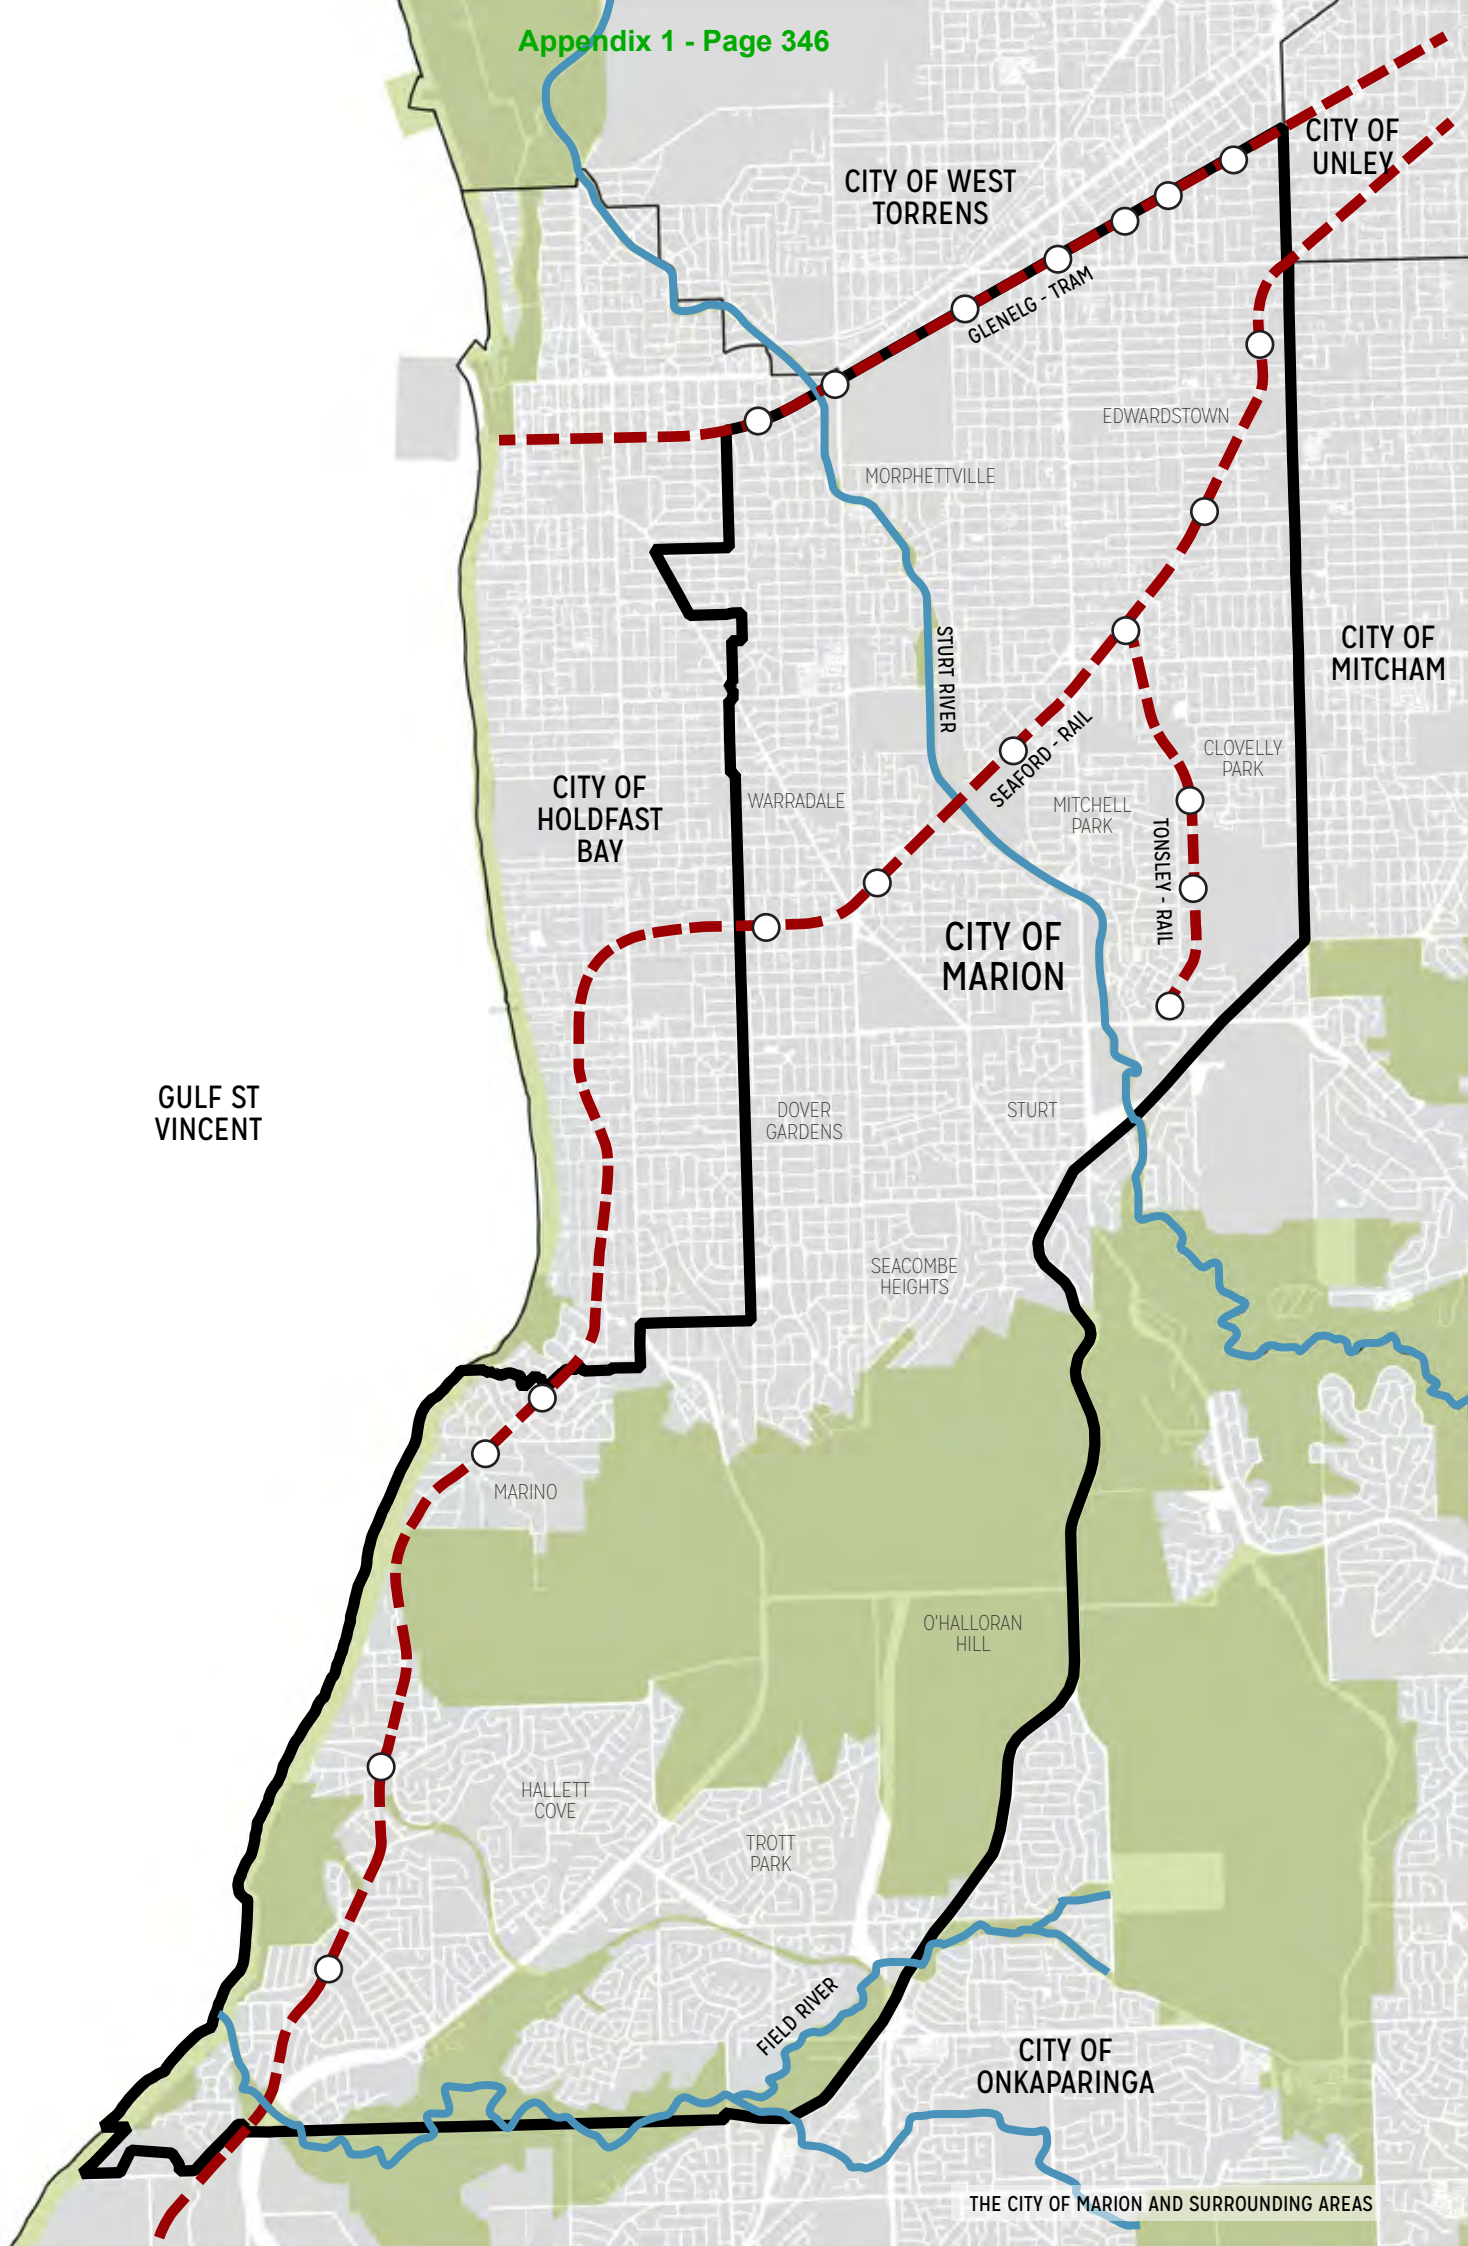 Appendix 1 - Page 346
CITY OF
UNLEY
CITY OF WEST
TORRENS
GLENELG - TRAM
EDWARDSTOWN
MORPHETTVILLE
STURT RIVER
CITY OF
MITCHAM
SEAFORD - RAIL
CLOVELLY
PARK
CITY OF
HOLDFAST
BAY
WARRADALE
MITCHELL
PARK
TONSLEY - RAIL
CITY OF
MARION
GULF ST
VINCENT
DOVER
GARDENS
STURT
SEACOMBE
HEIGHTS
MARINO
O'HALLORAN
HILL
HALLETT
COVE
TROTT
PARK
FIELD RIVER
CITY OF
ONKAPARINGA
THE CITY OF MARION AND SURROUNDING AREAS